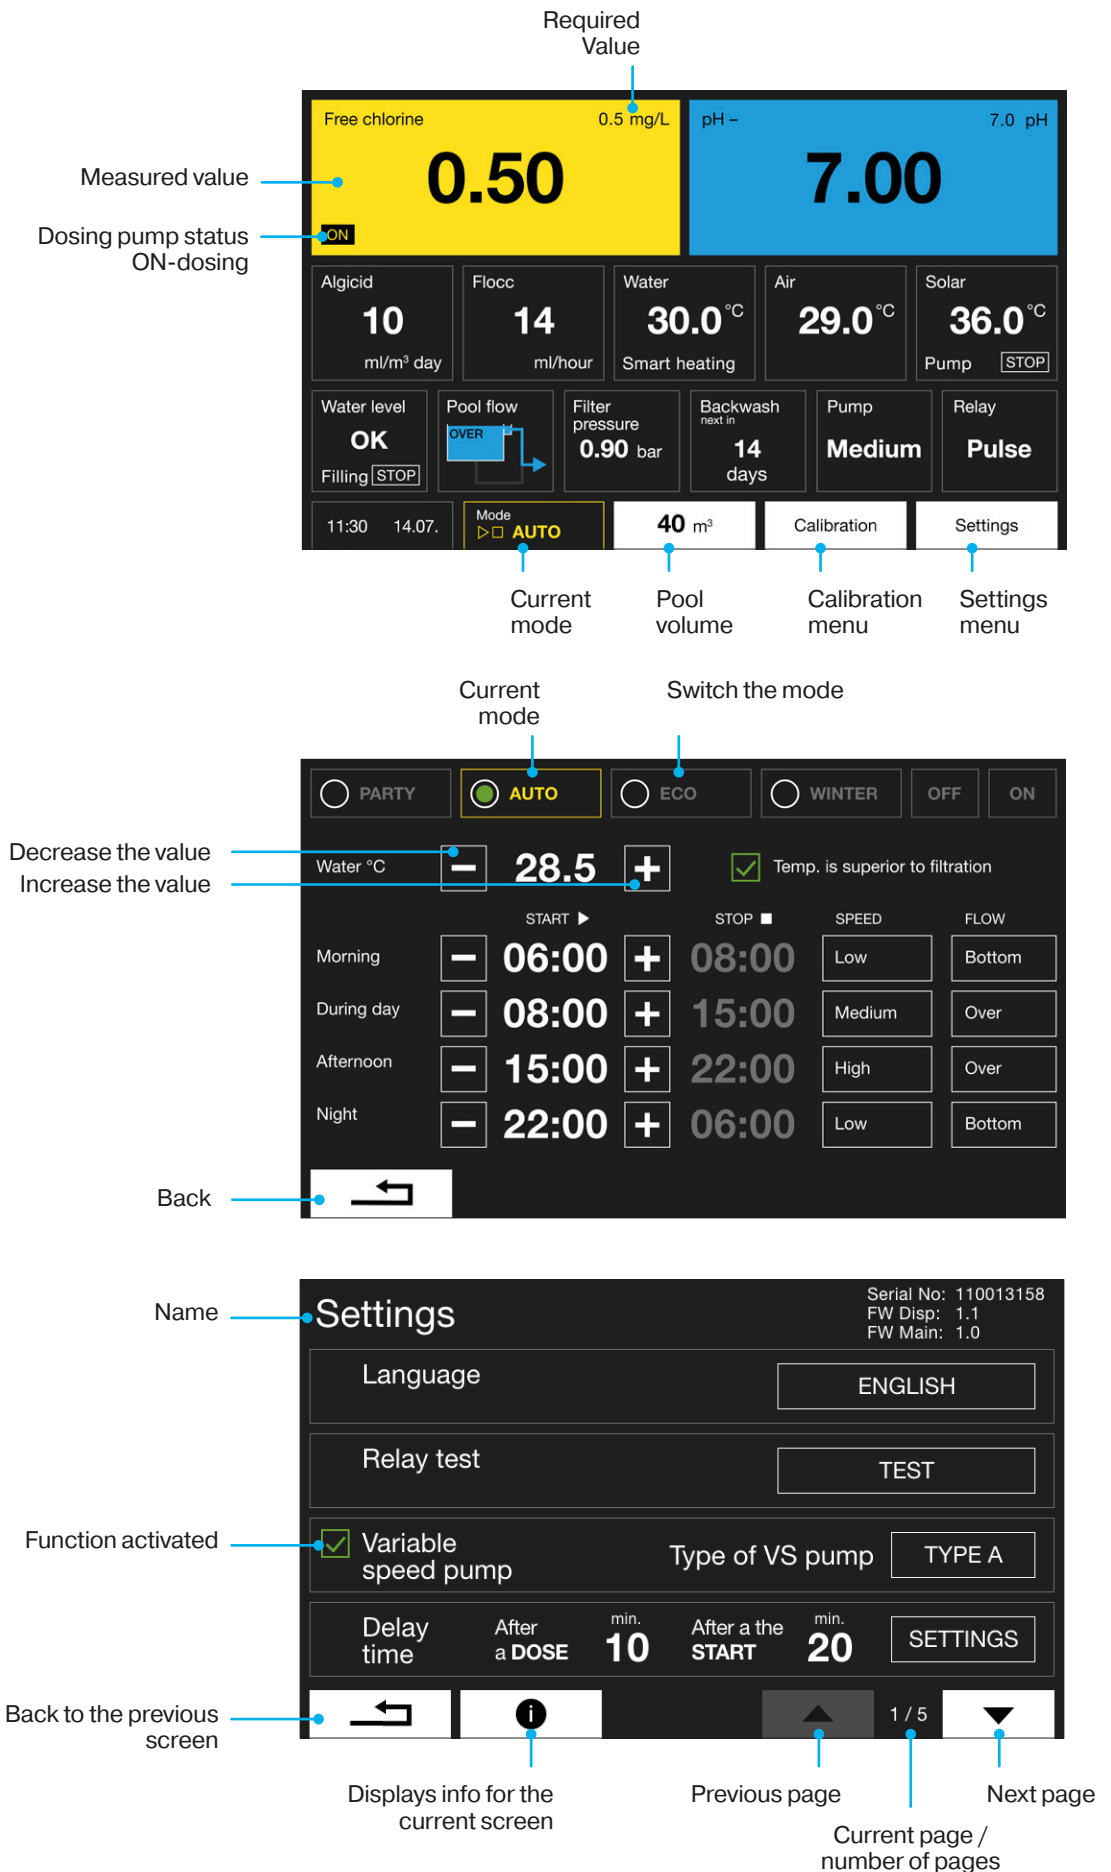 Required
Value
Free chlorine 0.5 mg/L pH – 7.0 pH
Measured value 0.50 7.00
Dosing pump status ON
ON-dosing
Algicid Flocc Water Air Solar
10 14 30.0 °C 29.0 °C 36.0 °C
ml/m³ day ml/hour Smart heating Pump STOP
Water level Pool flow Filter Backwash Pump Relay
pressure next in
OK OVER 0.90 bar 14 Medium Pulse
Filling STOP days
11:30 14.07. Mode AUTO 40 m³ Calibration Settings
Current Pool Calibration Settings
mode volume menu menu
Current Switch the mode
mode
PARTY AUTO ECO WINTER OFF ON
Decrease the value
Water °C 28.5 Temp. is superior to filtration
Increase the value
START STOP SPEED FLOW
Morning 06:00 08:00 Low Bottom
During day 08:00 15:00 Medium Over
Afternoon 15:00 22:00 High Over
Night 22:00 06:00 Low Bottom
Back
Name Settings Serial No: 110013158
FW Disp: 1.1
FW Main: 1.0
Language ENGLISH
Relay test TEST
Function activated Variable Type of VS pump TYPE A
speed pump
Delay After min. After a the min. SETTINGS
time a DOSE 10 START 20
Back to the previous 1 / 5
screen
Displays info for the Previous page Next page
current screen
Current page /
number of pages